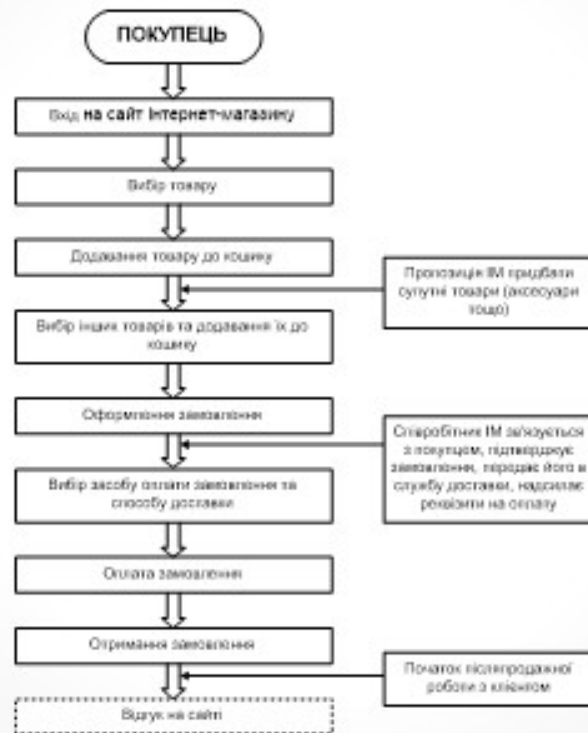 ПОКУПЕЦЬ
Вхід на сайт Інтернет-магазину
Вибір товару
Додавання товару до кошику
Пропозиція ІМ придбати
супутні товари (аксесуари
тощо)
Вибір інших товарів та додавання їх до
кошику
Оформлення замовлення
Співробітник ІМ зв'язується
з покупцом, підтверджує
замовлення, передає його в
службу доставки, надсилає
реквізити на оплату
Вибір засобу оплати замовлення та
способу доставки
Оплата замовлення
Отримання замовлення
Початок післяпродажної
роботи з клієнтом
Відгук на сайті